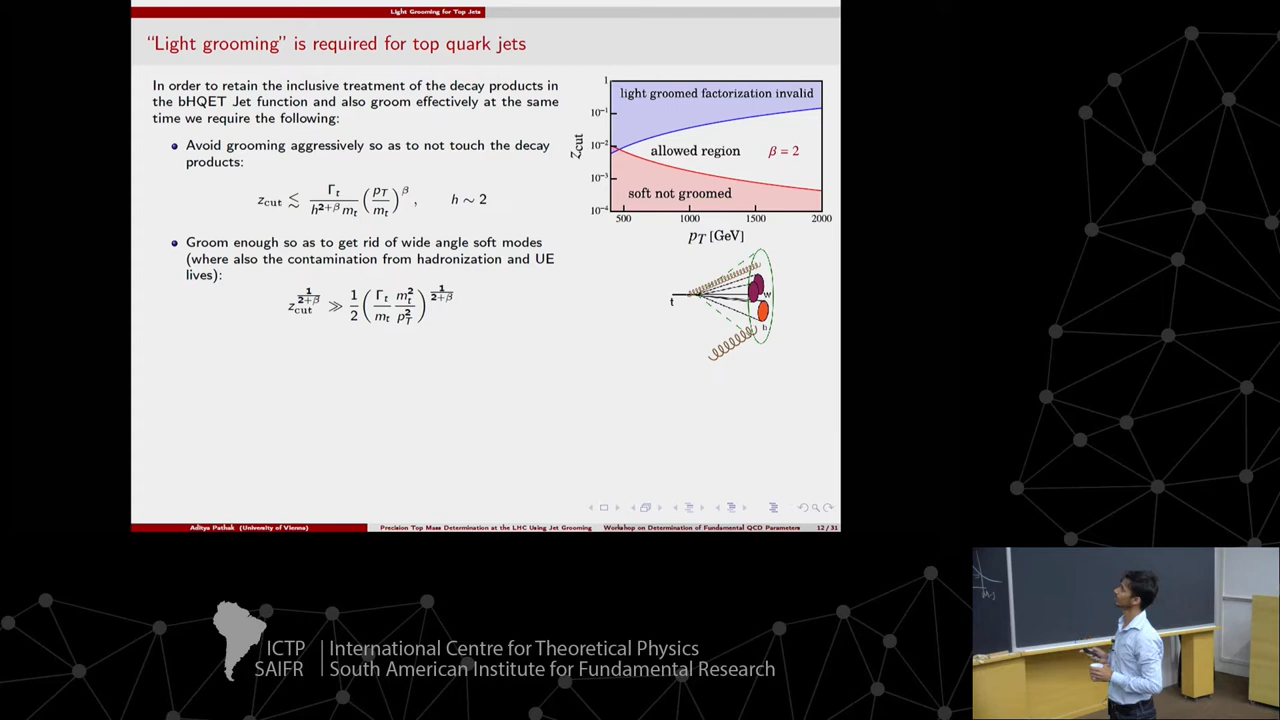 Light Grooming for Top Jets
“Light grooming” is required for top quark jets
In order to retain the inclusive treatment of the decay products in
the bHQET Jet function and also groom effectively at the same
time we require the following:
Avoid grooming aggressively so as to not touch the decay
products:
z_cut ≲ Γ_t / (h^{2+β} m_t) (p_T / m_t)^β , h ∼ 2
Groom enough so as to get rid of wide angle soft modes
(where also the contamination from hadronization and UE
lives):
z_cut^{1/(2+β)} ≫ 1/2 (Γ_t / m_t m_t^2 / p_T^2)^{1/(2+β)}
1
10^{-1}
10^{-2}
10^{-3}
10^{-4}
z_cut
light groomed factorization invalid
allowed region β = 2
soft not groomed
500 1000 1500 2000
p_T [GeV]
t
w
b
Aditya Pathak (University of Vienna) Precision Top Mass Determination at the LHC Using Jet Grooming Workshop on Determination of Fundamental QCD Parameters 12 / 31
ICTP International Centre for Theoretical Physics
SAIFR South American Institute for Fundamental Research